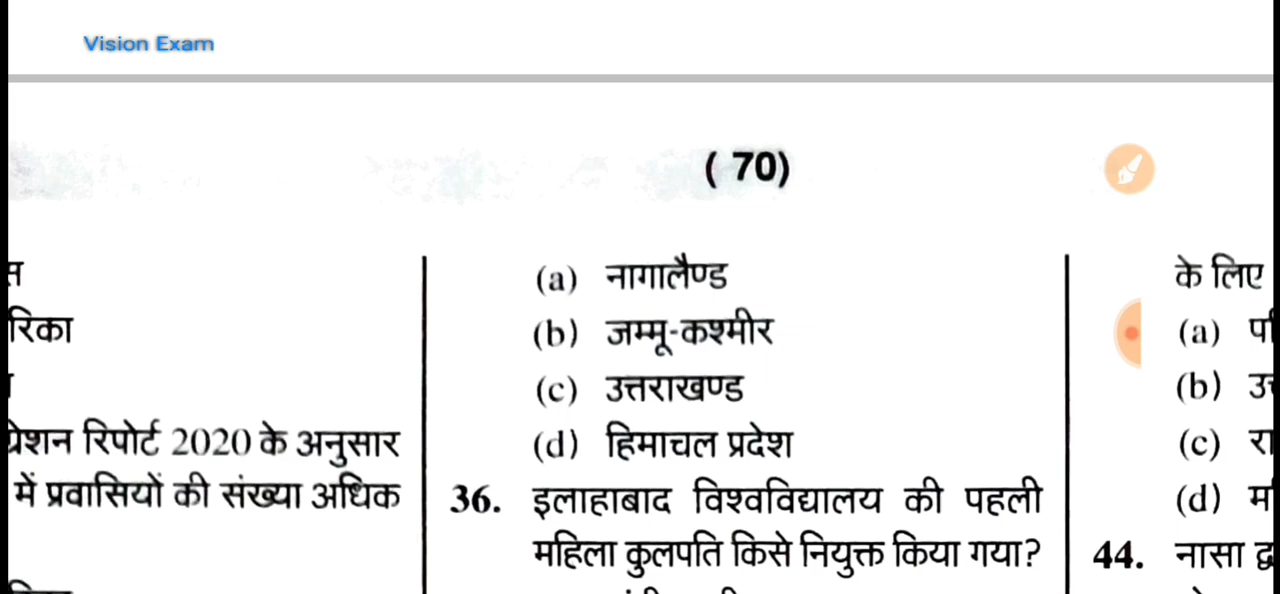 Vision Exam
( 70)
रिका
रिपोर्ट 2020 के अनुसार
में प्रवासियों की संख्या अधिक
(a) नागालैण्ड
(b) जम्मू-कश्मीर
(c) उत्तराखण्ड
(d) हिमाचल प्रदेश
36. इलाहाबाद विश्वविद्यालय की पहली
महिला कुलपति किसे नियुक्त किया गया?
के लिए
(a)
(b)
(c)
(d)
44. नासा